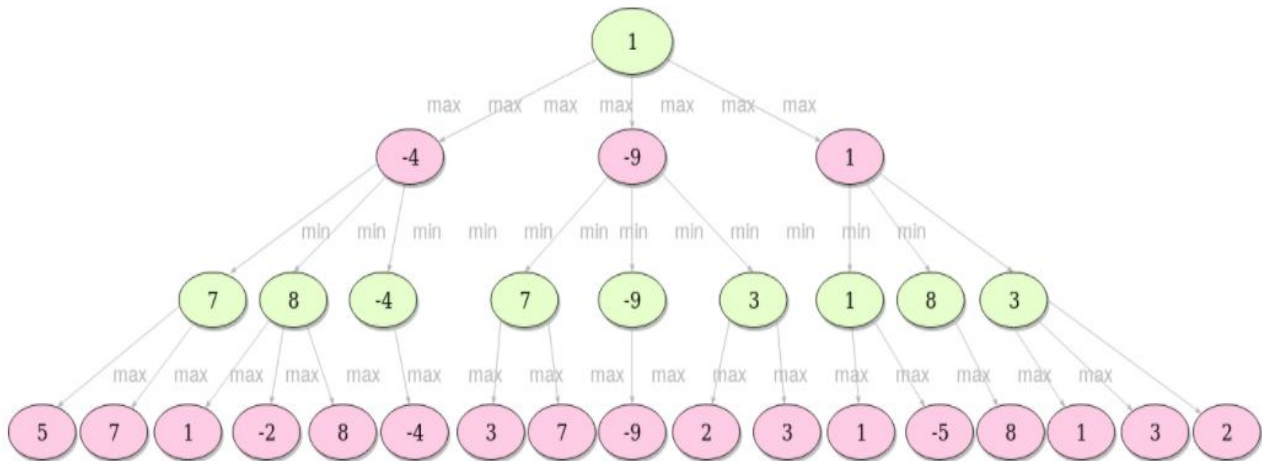 1
max max max max max max max
-4 -9 1
min min min min min min min min min min min
7 8 -4 7 -9 3 1 8 3
max max max max max max max max max max max max max max max max max
5 7 1 -2 8 -4 3 7 -9 2 3 1 -5 8 1 3 2